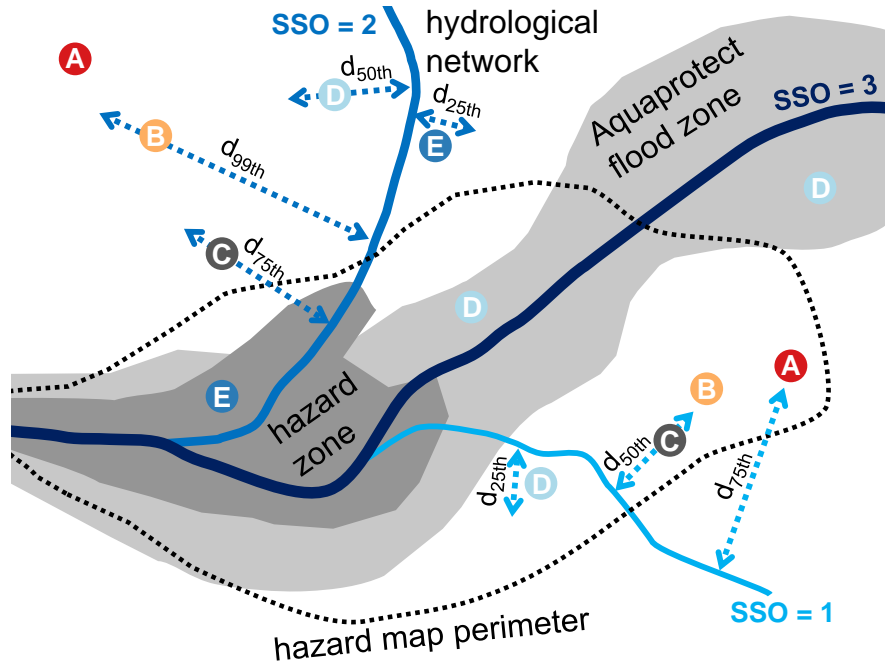 SSO = 2
hydrological
network
A
d50th
D
d25th
Aquaprotect
flood zone
SSO = 3
B
E
d99th
D
C
d75th
D
A
B
E
hazard
zone
d50th
C
d75th
d25th
D
SSO = 1
hazard map perimeter